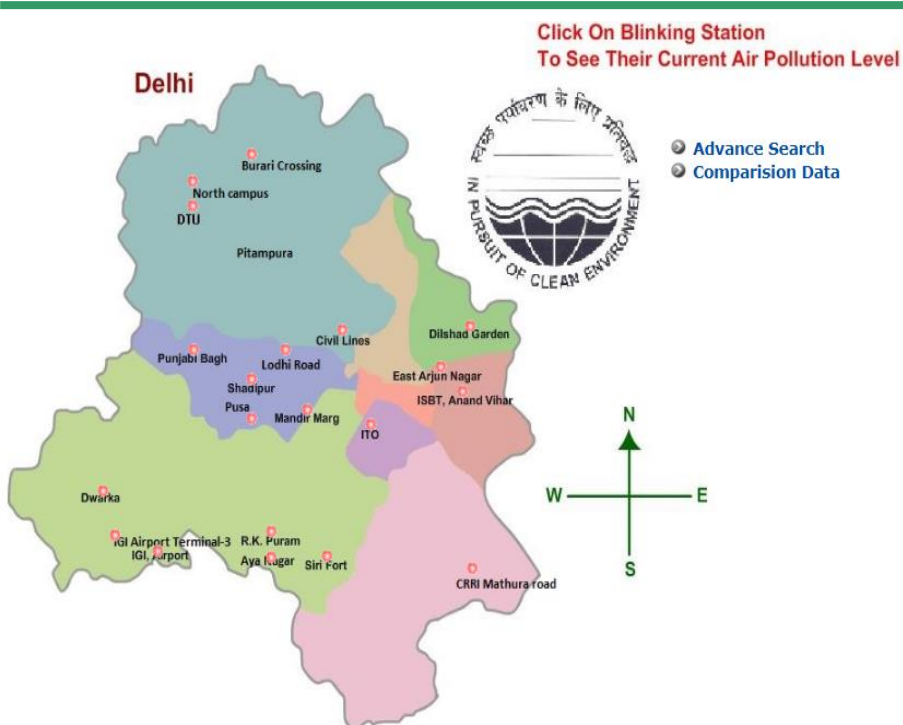 Click On Blinking Station
To See Their Current Air Pollution Level
Delhi
स्वच्छ पर्यावरण के लिए प्रतिबद्ध
IN PURSUIT OF CLEAN ENVIRONMENT
Advance Search
Comparision Data
Burari Crossing
North campus
DTU
Pitampura
Civil Lines
Dilshad Garden
Punjabi Bagh
Lodhi Road
East Arjun Nagar
Shadipur
ISBT, Anand Vihar
Pusa
Mandir Marg
ITO
N
W
E
S
Dwarka
IGI Airport Terminal-3
R.K. Puram
IGI, Airport
Aya Nagar
Siri Fort
CRRI Mathura road